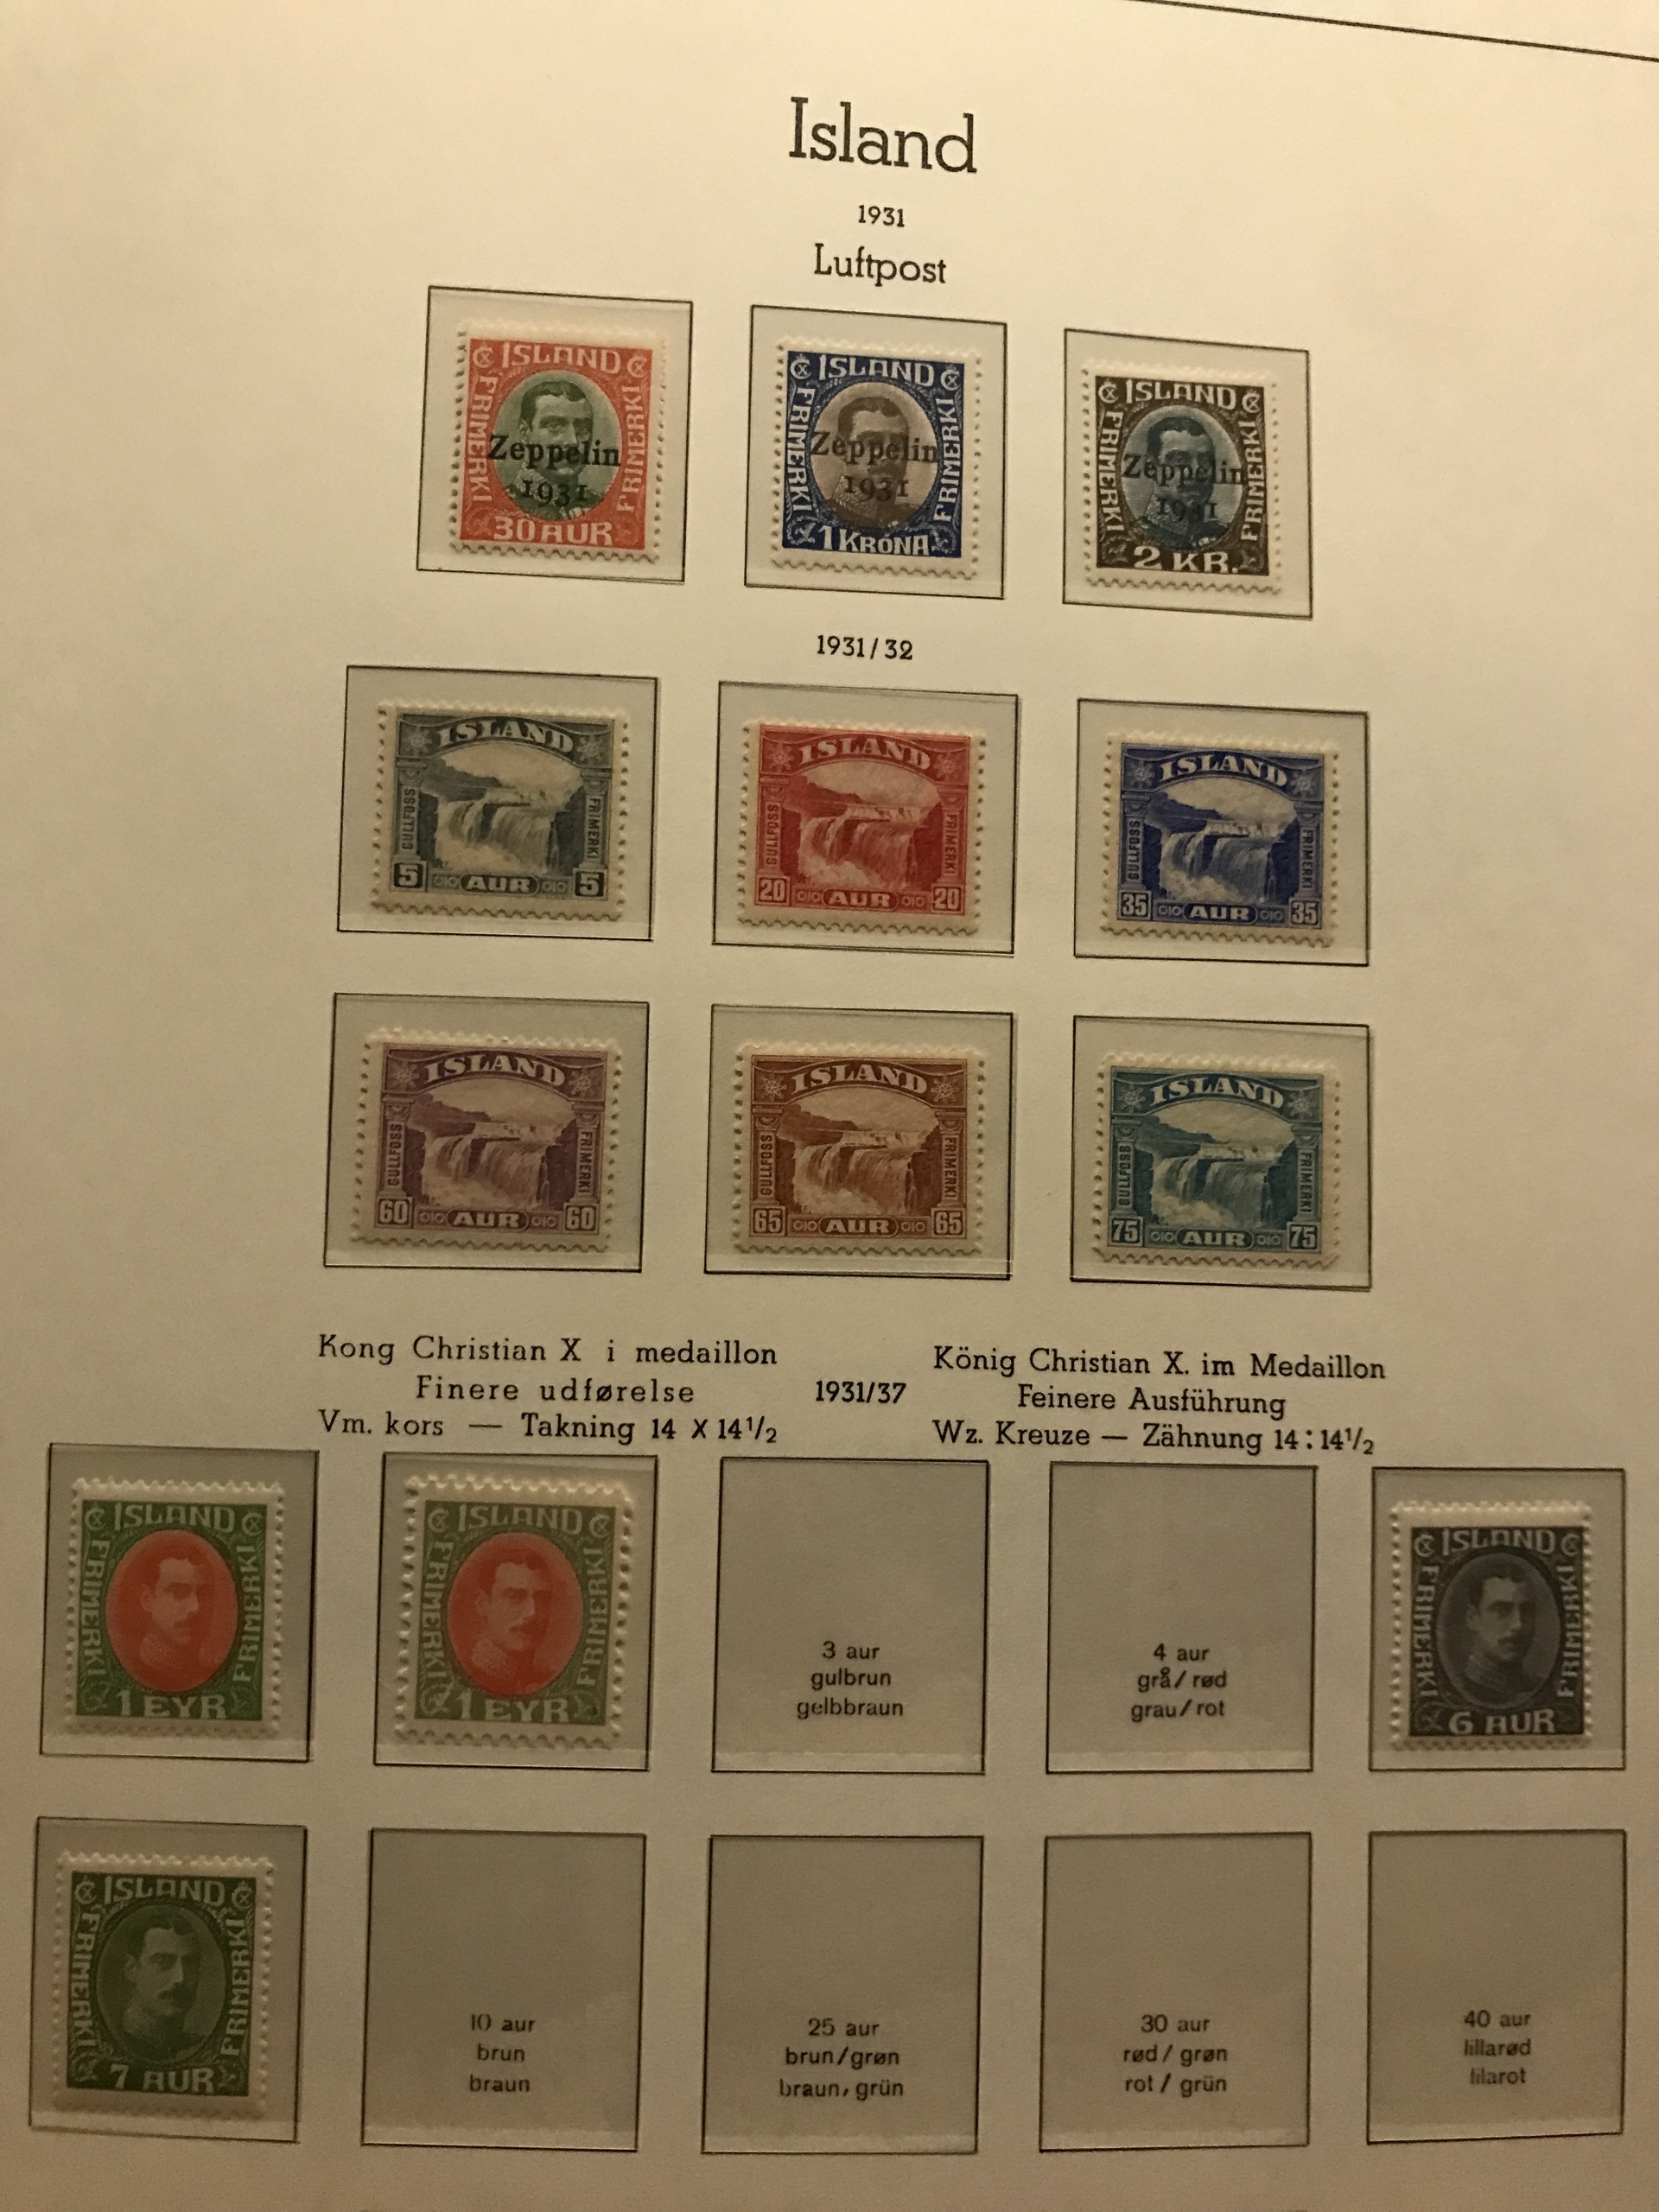 Island
1931
Luftpost
ISLAND
FRIMERKI
FRIMERKI
Zeppelin
1931
30 AUR
ISLAND
FRIMERKI
FRIMERKI
Zeppelin
1931
1 KRÓNA
ISLAND
FRIMERKI
FRIMERKI
Zeppelin
1931
2 KR.
1931/32
ISLAND
GULLFOSS
FRIMERKI
5 AUR 5
ISLAND
GULLFOSS
FRIMERKI
20 AUR 20
ISLAND
GULLFOSS
FRIMERKI
35 AUR 35
ISLAND
GULLFOSS
FRIMERKI
60 AUR 60
ISLAND
GULLFOSS
FRIMERKI
65 AUR 65
ISLAND
GULLFOSS
FRIMERKI
75 AUR 75
Kong Christian X i medaillon
Finere udførelse
Vm. kors — Takning 14 X 14½
1931/37
König Christian X. im Medaillon
Feinere Ausführung
Wz. Kreuze — Zähnung 14 : 14½
ISLAND
FRIMERKI
FRIMERKI
1 EYR
ISLAND
FRIMERKI
FRIMERKI
1 EYR
3 aur
gulbrun
gelbbraun
4 aur
grå/rød
grau/rot
ISLAND
FRIMERKI
FRIMERKI
6 AUR
ISLAND
FRIMERKI
FRIMERKI
7 AUR
10 aur
brun
braun
25 aur
brun/grøn
braun, grün
30 aur
rød / grøn
rot / grün
40 aur
lillarød
lilarot